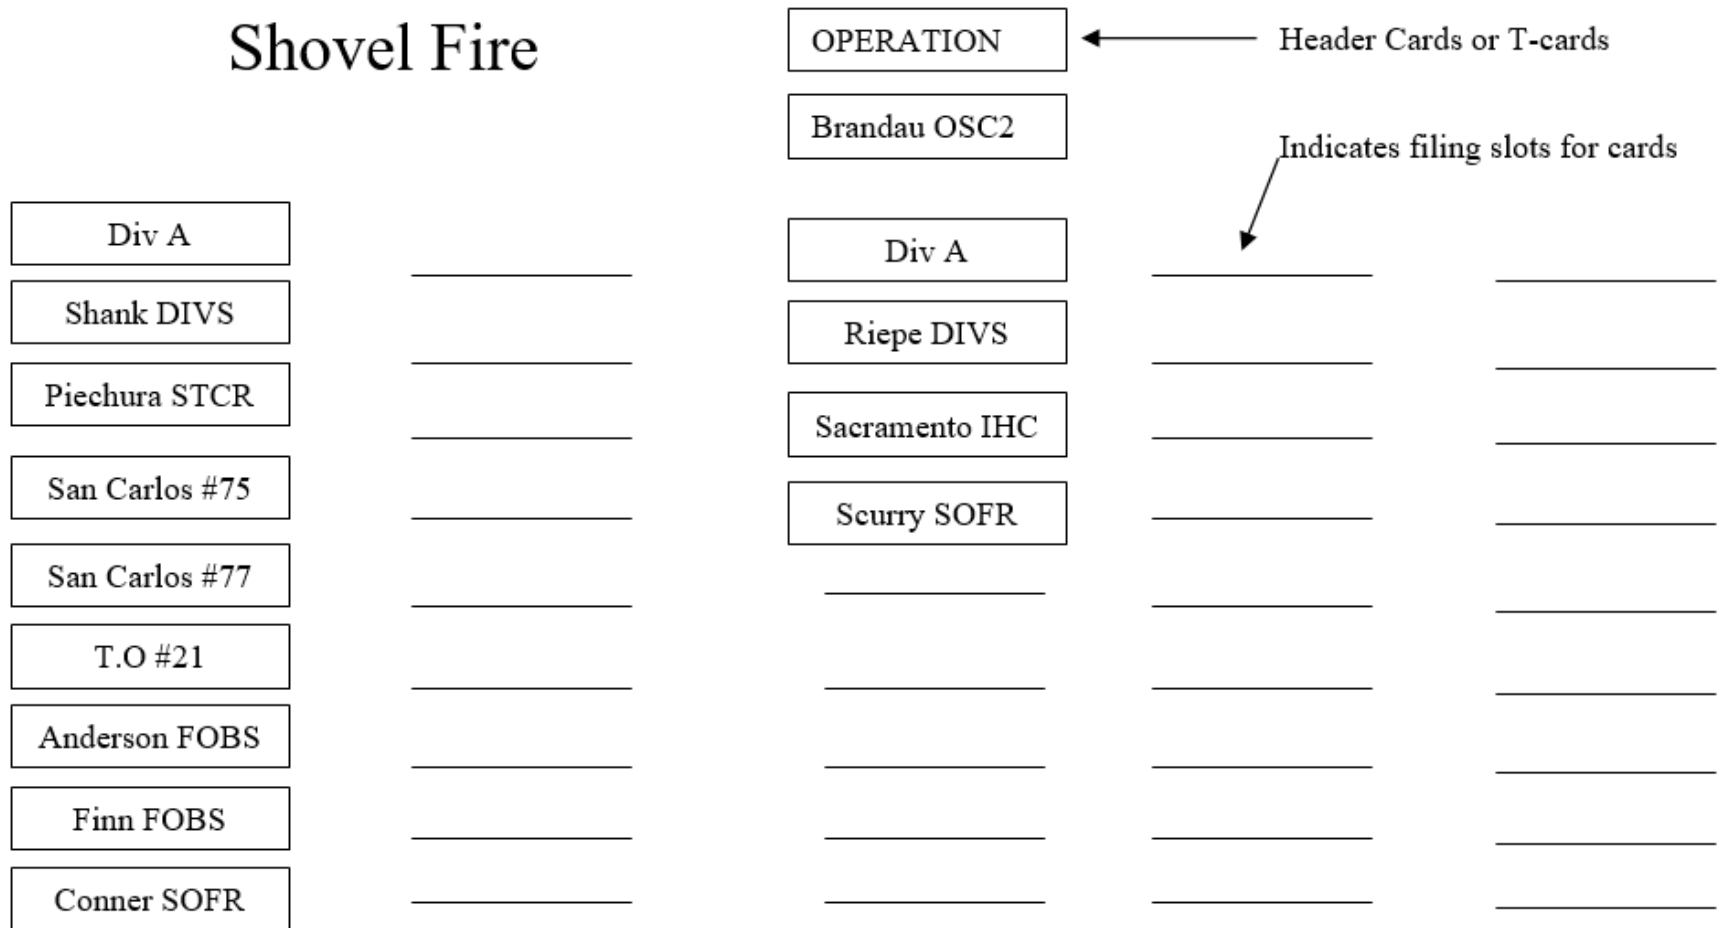 Shovel Fire
OPERATION
Header Cards or T-cards
Brandau OSC2
Indicates filing slots for cards
Div A
Shank DIVS
Piechura STCR
San Carlos #75
San Carlos #77
T.O #21
Anderson FOBS
Finn FOBS
Conner SOFR
Div A
Riepe DIVS
Sacramento IHC
Scurry SOFR